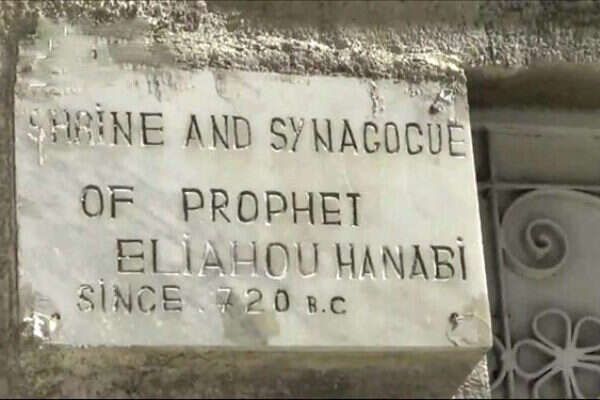 SHRINE AND SYNAGOGUE
OF PROPHET
ELIAHOU HANABI
SINCE . 720 B.C